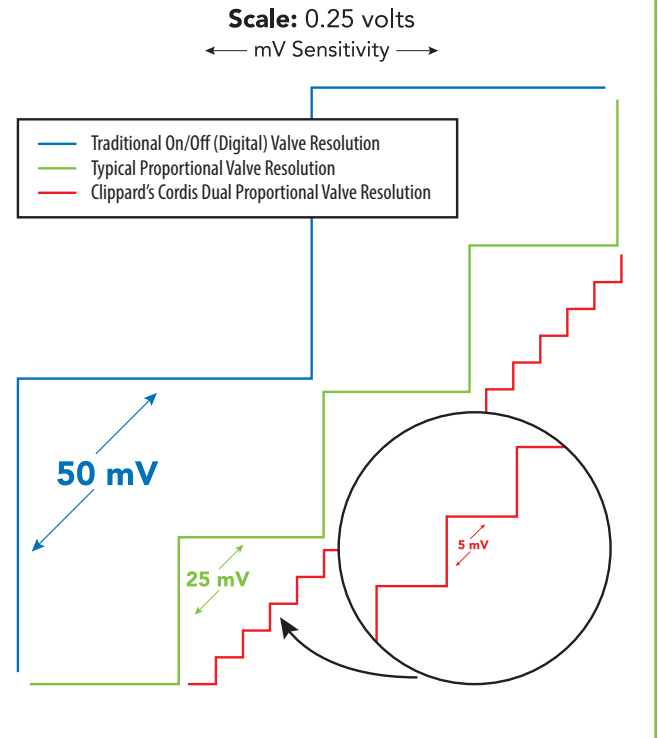 Scale: 0.25 volts
mV Sensitivity
Traditional On/Off (Digital) Valve Resolution
Typical Proportional Valve Resolution
Clippard's Cordis Dual Proportional Valve Resolution
50 mV
5 mV
25 mV